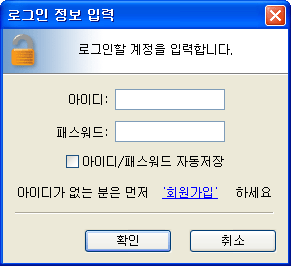 로그인 정보 입력
로그인할 계정을 입력합니다.
아이디:
패스워드:
아이디/패스워드 자동저장
아이디가 없는 분은 먼저 '회원가입' 하세요
확인 취소